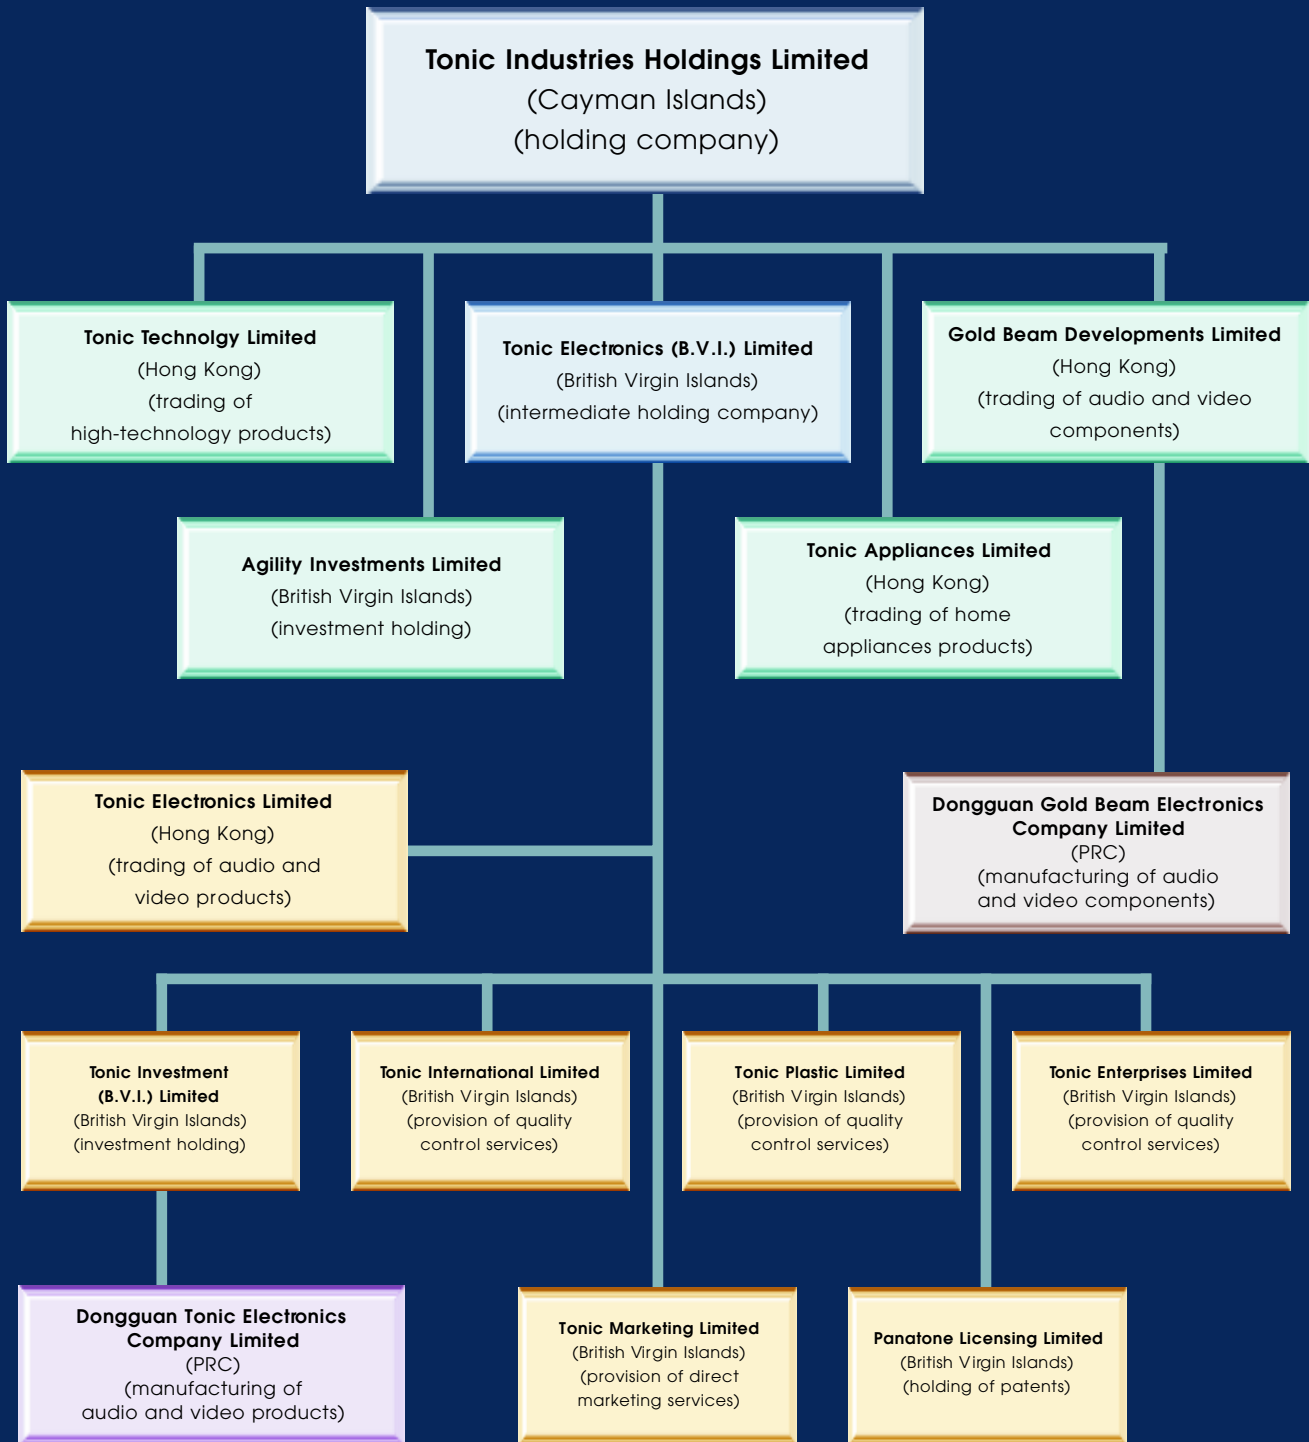 Tonic Industries Holdings Limited
(Cayman Islands)
(holding company)
Tonic Technolgy Limited
(Hong Kong)
(trading of
high-technology products)
Tonic Electronics (B.V.I.) Limited
(British Virgin Islands)
(intermediate holding company)
Gold Beam Developments Limited
(Hong Kong)
(trading of audio and video
components)
Agility Investments Limited
(British Virgin Islands)
(investment holding)
Tonic Appliances Limited
(Hong Kong)
(trading of home
appliances products)
Tonic Electronics Limited
(Hong Kong)
(trading of audio and
video products)
Dongguan Gold Beam Electronics
Company Limited
(PRC)
(manufacturing of audio
and video components)
Tonic Investment
(B.V.I.) Limited
(British Virgin Islands)
(investment holding)
Tonic International Limited
(British Virgin Islands)
(provision of quality
control services)
Tonic Plastic Limited
(British Virgin Islands)
(provision of quality
control services)
Tonic Enterprises Limited
(British Virgin Islands)
(provision of quality
control services)
Dongguan Tonic Electronics
Company Limited
(PRC)
(manufacturing of
audio and video products)
Tonic Marketing Limited
(British Virgin Islands)
(provision of direct
marketing services)
Panatone Licensing Limited
(British Virgin Islands)
(holding of patents)